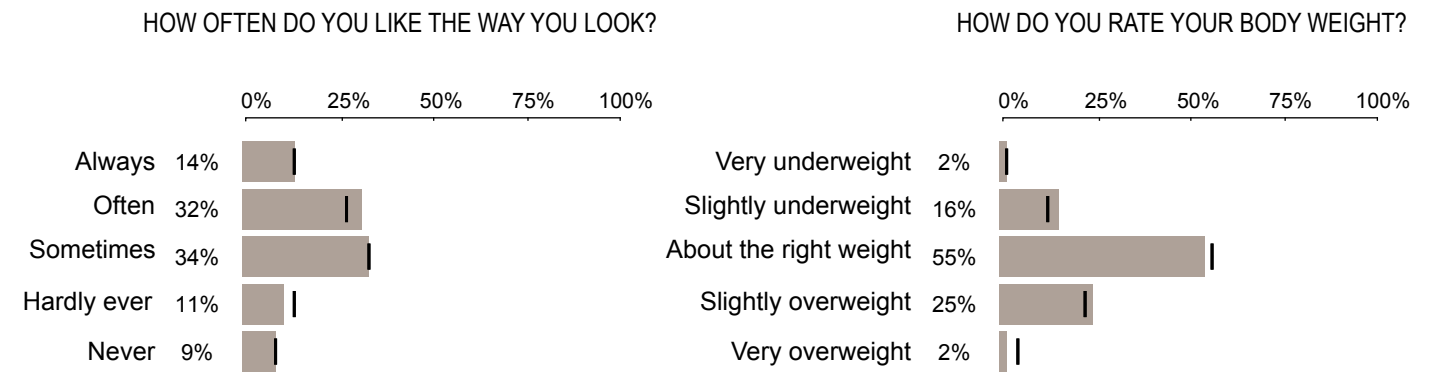 HOW OFTEN DO YOU LIKE THE WAY YOU LOOK?
0% 25% 50% 75% 100%
Always 14%
Often 32%
Sometimes 34%
Hardly ever 11%
Never 9%
HOW DO YOU RATE YOUR BODY WEIGHT?
0% 25% 50% 75% 100%
Very underweight 2%
Slightly underweight 16%
About the right weight 55%
Slightly overweight 25%
Very overweight 2%